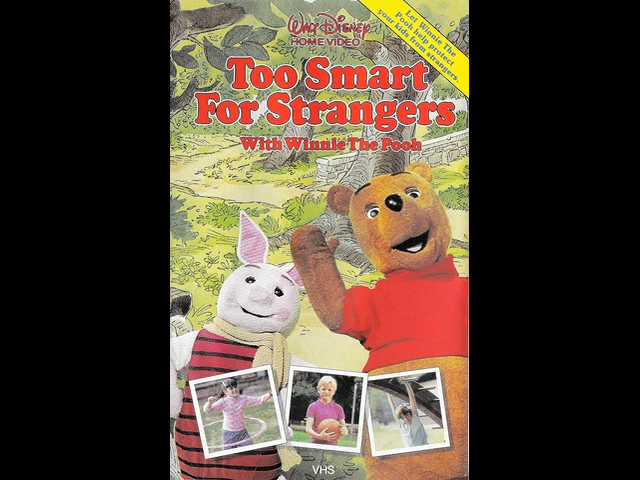 Walt Disney
HOME VIDEO
Let Winnie The
Pooh help protect
your kids from strangers.
Too Smart
For Strangers
With Winnie The Pooh
VHS